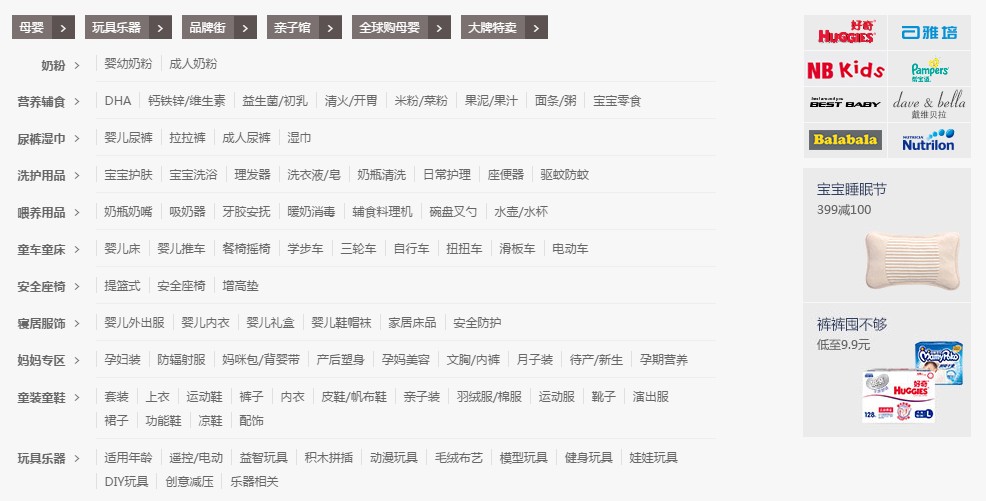 母婴 > 玩具乐器 > 品牌街 > 亲子馆 > 全球购母婴 > 大牌特卖 >
奶粉 > 婴幼奶粉 成人奶粉
营养辅食 > DHA 钙铁锌/维生素 益生菌/初乳 清火/开胃 米粉/菜粉 果泥/果汁 面条/粥 宝宝零食
尿裤湿巾 > 婴儿尿裤 拉拉裤 成人尿裤 湿巾
洗护用品 > 宝宝护肤 宝宝洗浴 理发器 洗衣液/皂 奶瓶清洗 日常护理 座便器 驱蚊防蚊
喂养用品 > 奶瓶奶嘴 吸奶器 牙胶安抚 暖奶消毒 辅食料理机 碗盘叉勺 水壶/水杯
童车童床 > 婴儿床 婴儿推车 餐椅摇椅 学步车 三轮车 自行车 扭扭车 滑板车 电动车
安全座椅 > 提篮式 安全座椅 增高垫
寝居服饰 > 婴儿外出服 婴儿内衣 婴儿礼盒 婴儿鞋帽袜 家居床品 安全防护
妈妈专区 > 孕妇装 防辐射服 妈咪包/背婴带 产后塑身 孕妈美容 文胸/内裤 月子装 待产/新生 孕期营养
童装童鞋 > 套装 上衣 运动鞋 裤子 内衣 皮鞋/帆布鞋 亲子装 羽绒服/棉服 运动服 靴子 演出服
裙子 功能鞋 凉鞋 配饰
玩具乐器 > 适用年龄 遥控/电动 益智玩具 积木拼插 动漫玩具 毛绒布艺 模型玩具 健身玩具 娃娃玩具
DIY玩具 创意减压 乐器相关
好奇
HUGGIES
雅培
NB Kids
Pampers
帮宝适
BEST BABY
dave & bella
戴维贝拉
Balabala
NUTRICIA
Nutrilon
宝宝睡眠节
399减100
裤裤囤不够
低至9.9元
MamyPoko
好奇
HUGGIES
128
L